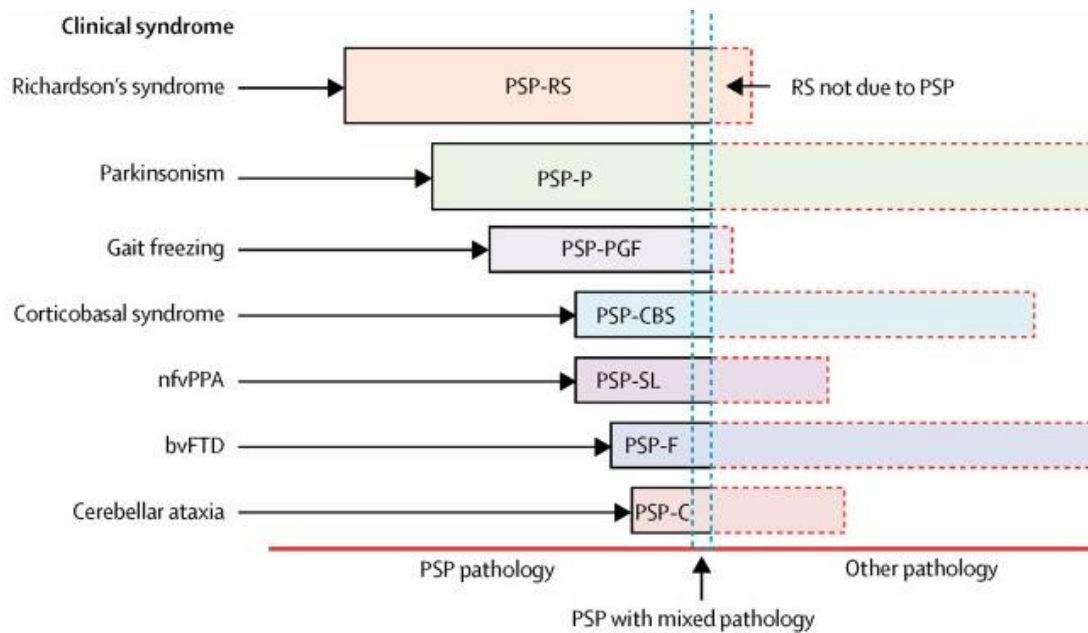 Clinical syndrome
Richardson's syndrome
PSP-RS
RS not due to PSP
Parkinsonism
PSP-P
Gait freezing
PSP-PGF
Corticobasal syndrome
PSP-CBS
nfvPPA
PSP-SL
bvFTD
PSP-F
Cerebellar ataxia
PSP-C
PSP pathology
Other pathology
PSP with mixed pathology